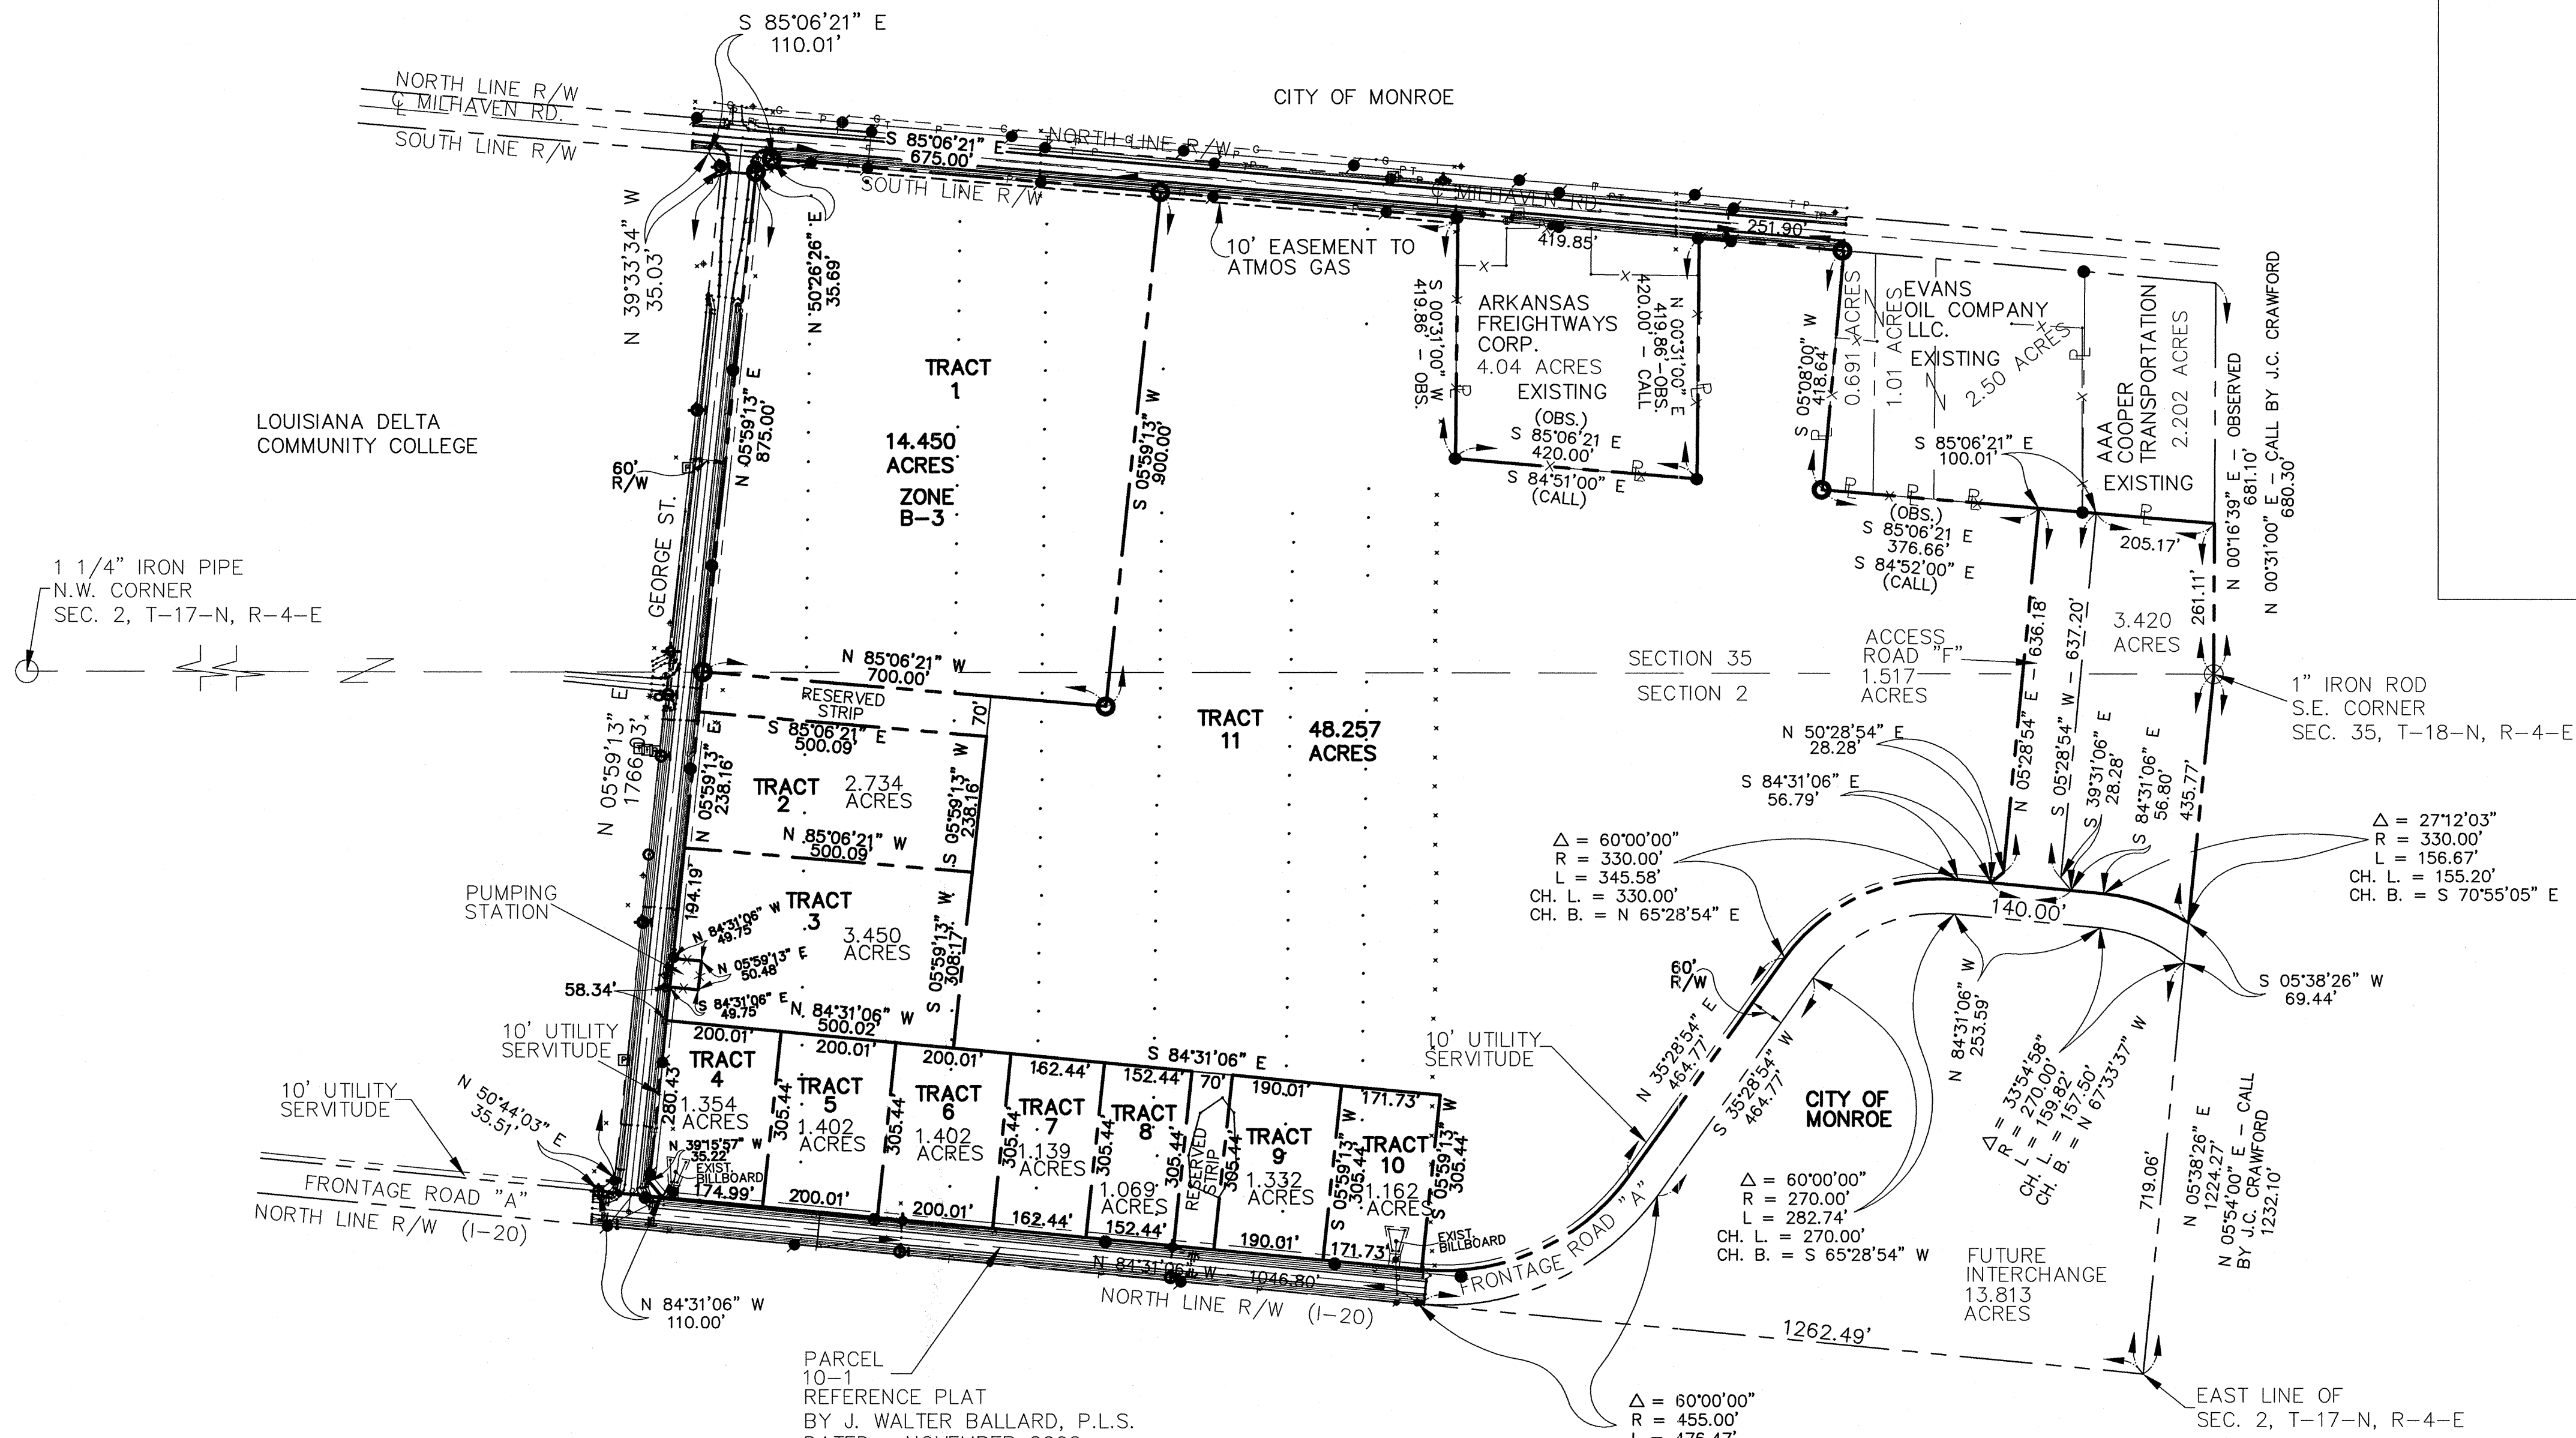 S 85°06'21" E
110.01'
NORTH LINE R/W
℄ MILHAVEN RD.
SOUTH LINE R/W
CITY OF MONROE
NORTH LINE R/W
S 85°06'21" E
675.00'
SOUTH LINE R/W
℄ MILHAVEN RD.
419.85'
251.90'
N 39°33'34" W
35.03'
N 50°26'26" E
35.69'
10' EASEMENT TO
ATMOS GAS
S 00°31'00" W
419.86' - OBS.
ARKANSAS
FREIGHTWAYS
CORP.
4.04 ACRES
EXISTING
N 00°31'00" E
419.86'-OBS.
420.00' - CALL
(OBS.)
S 85°06'21 E
420.00'
S 84°51'00" E
(CALL)
S 05°08'00" W
418.64'
0.691 ACRES
1.01 ACRES
EVANS
OIL COMPANY
LLC.
EXISTING
2.50 ACRES
AAA
COOPER
TRANSPORTATION
2.202 ACRES
EXISTING
S 85°06'21" E
100.01'
N 00°16'39" E - OBSERVED
681.10'
N 00°31'00" E - CALL BY J.C. CRAWFORD
680.30'
(OBS.)
S 85°06'21 E
376.66'
S 84°52'00" E
(CALL)
205.17'
261.11'
LOUISIANA DELTA
COMMUNITY COLLEGE
60'
R/W
GEORGE ST.
N 05°59'13" E
875.00'
TRACT
1
14.450
ACRES
ZONE
B-3
S 05°59'13" W
900.00'
1 1/4" IRON PIPE
N.W. CORNER
SEC. 2, T-17-N, R-4-E
N 85°06'21" W
700.00'
RESERVED
STRIP
70'
SECTION 35
SECTION 2
ACCESS
ROAD "F"
1.517
ACRES
N 05°28'54" E - 636.18'
S 05°28'54" W - 637.20'
3.420
ACRES
1" IRON ROD
S.E. CORNER
SEC. 35, T-18-N, R-4-E
N 05°59'13" E
1766.03'
S 85°06'21" E
500.09'
N 05°59'13" E
238.16'
TRACT
2
2.734
ACRES
S 05°59'13" W
238.16'
N 85°06'21" W
500.09'
TRACT
11
48.257
ACRES
N 50°28'54" E
28.28'
S 84°31'06" E
56.79'
S 39°31'06" E
28.28'
S 84°31'06" E
56.80'
435.77'
Δ = 60°00'00"
R = 330.00'
L = 345.58'
CH. L. = 330.00'
CH. B. = N 65°28'54" E
Δ = 27°12'03"
R = 330.00'
L = 156.67'
CH. L. = 155.20'
CH. B. = S 70°55'05" E
140.00'
PUMPING
STATION
194.19'
N 84°31'06" W
49.75'
N 05°59'13" E
50.48'
S 84°31'06" E
49.75'
58.34'
TRACT
3
3.450
ACRES
S 05°59'13" W
308.17'
N 84°31'06" W
500.02'
S 05°38'26" W
69.44'
60'
R/W
N 84°31'06" W
253.59'
Δ = 33°54'58"
R = 270.00'
L = 159.82'
CH. L. = 157.50'
CH. B. = N 67°33'37" W
10' UTILITY
SERVITUDE
10' UTILITY
SERVITUDE
N 50°44'03" E
35.51'
280.43'
200.01'
200.01'
200.01'
162.44'
S 84°31'06" E
152.44'
70'
190.01'
171.73'
TRACT
4
1.354
ACRES
N 39°15'57" W
35.22
EXIST.
BILLBOARD
174.99'
305.44'
TRACT
5
1.402
ACRES
200.01'
305.44'
TRACT
6
1.402
ACRES
200.01'
305.44'
TRACT
7
1.139
ACRES
162.44'
305.44'
TRACT
8
1.069
ACRES
152.44'
305.44'
RESERVED
STRIP
305.44'
TRACT
9
1.332
ACRES
190.01'
S 05°59'13" W
305.44'
TRACT
10
1.162
ACRES
171.73'
S 05°59'13" W
305.44'
EXIST.
BILLBOARD
10' UTILITY
SERVITUDE
N 35°28'54" E
464.77'
S 35°28'54" W
464.77'
FRONTAGE ROAD "A"
CITY OF
MONROE
Δ = 60°00'00"
R = 270.00'
L = 282.74'
CH. L. = 270.00'
CH. B. = S 65°28'54" W
719.06'
N 05°38'26" E
1224.27'
N 05°54'00" E - CALL
BY J.C. CRAWFORD
1232.10'
FUTURE
INTERCHANGE
13.813
ACRES
FRONTAGE ROAD "A"
NORTH LINE R/W (I-20)
N 84°31'06" W
110.00'
N 84°31'06" W - 1046.80'
NORTH LINE R/W (I-20)
1262.49'
PARCEL
10-1
REFERENCE PLAT
BY J. WALTER BALLARD, P.L.S.
Δ = 60°00'00"
R = 455.00'
L = 476.47'
EAST LINE OF
SEC. 2, T-17-N, R-4-E